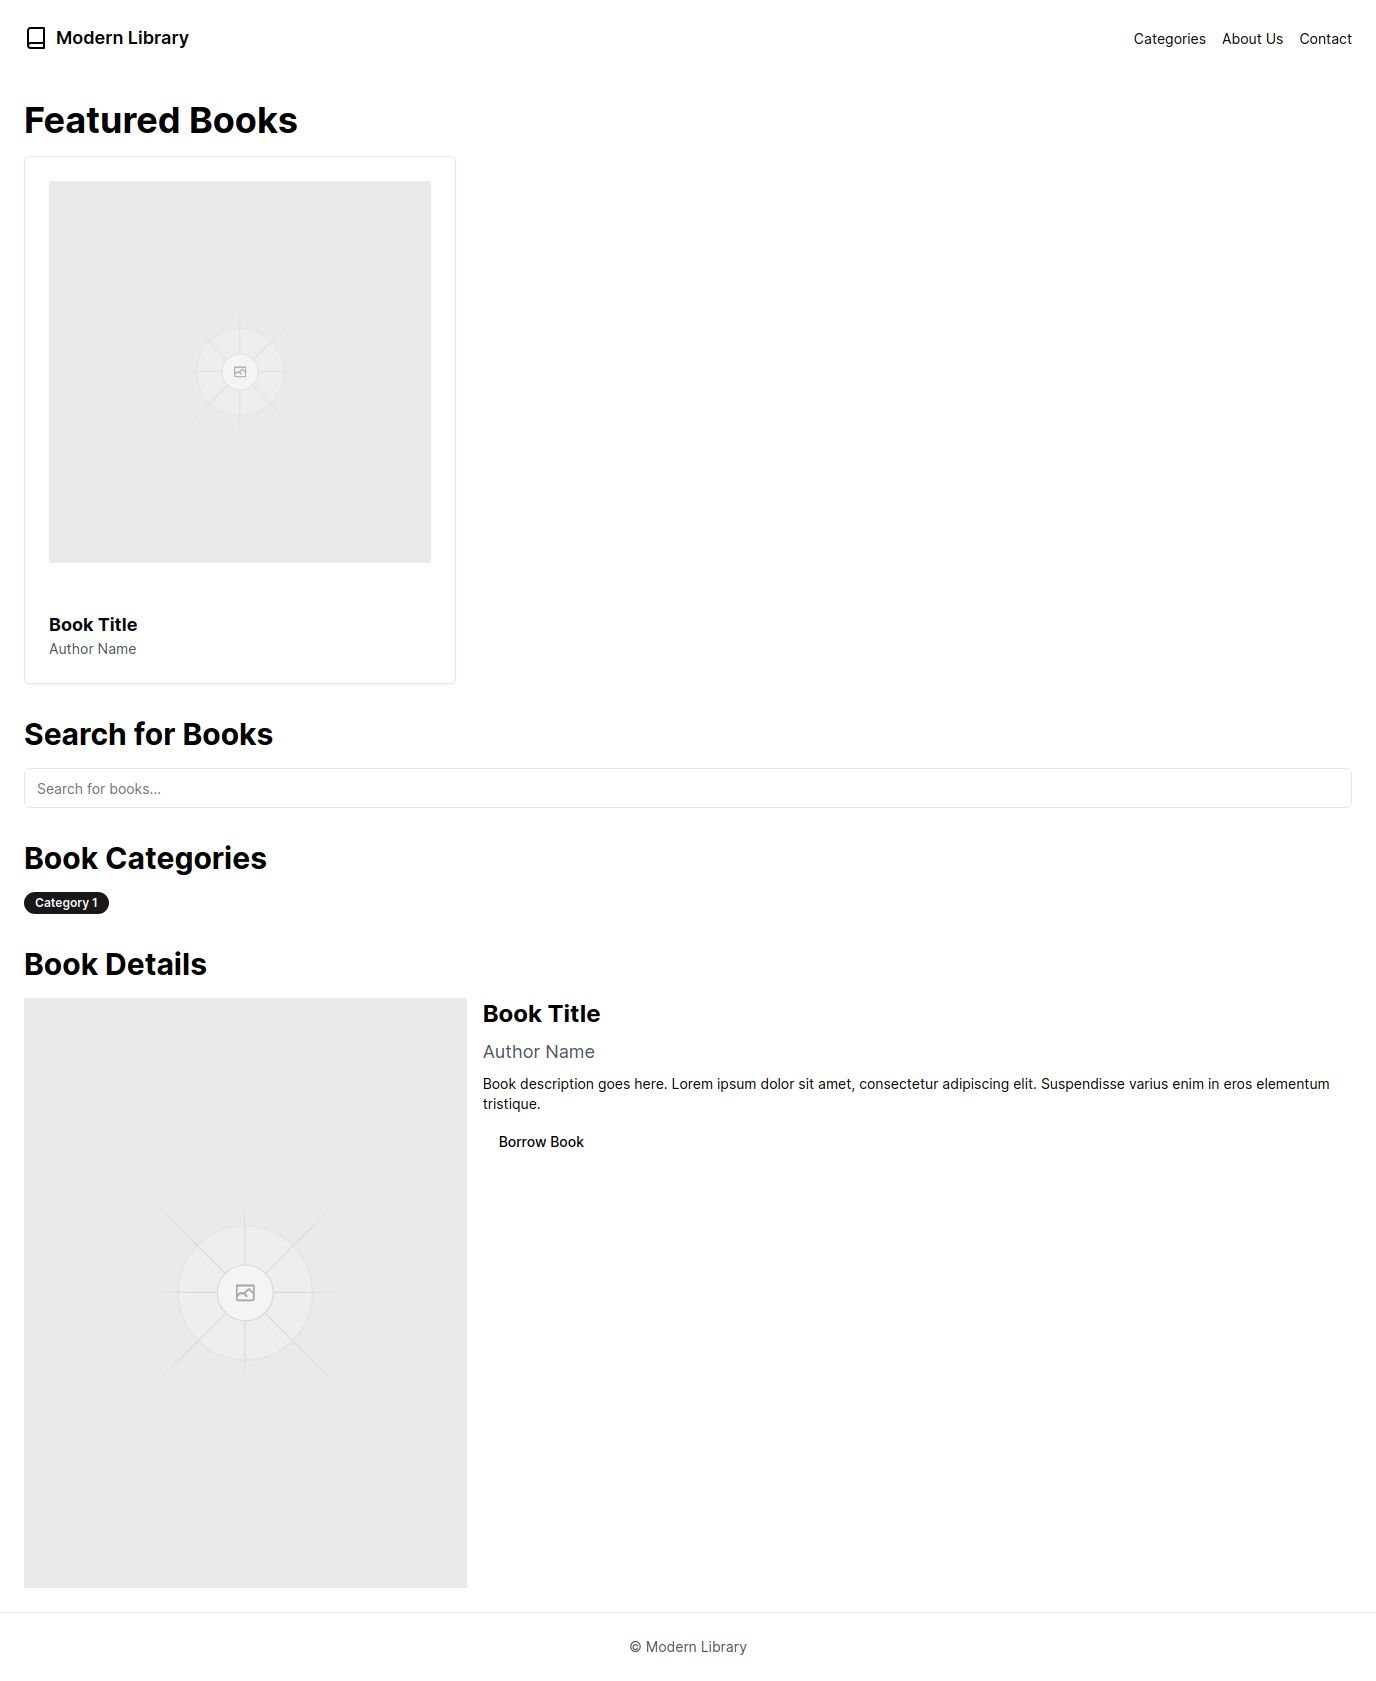 Modern Library
Categories
About Us
Contact
Featured Books
Book Title
Author Name
Search for Books
Search for books...
Book Categories
Category 1
Book Details
Book Title
Author Name
Book description goes here. Lorem ipsum dolor sit amet, consectetur adipiscing elit. Suspendisse varius enim in eros elementum
tristique.
Borrow Book
© Modern Library